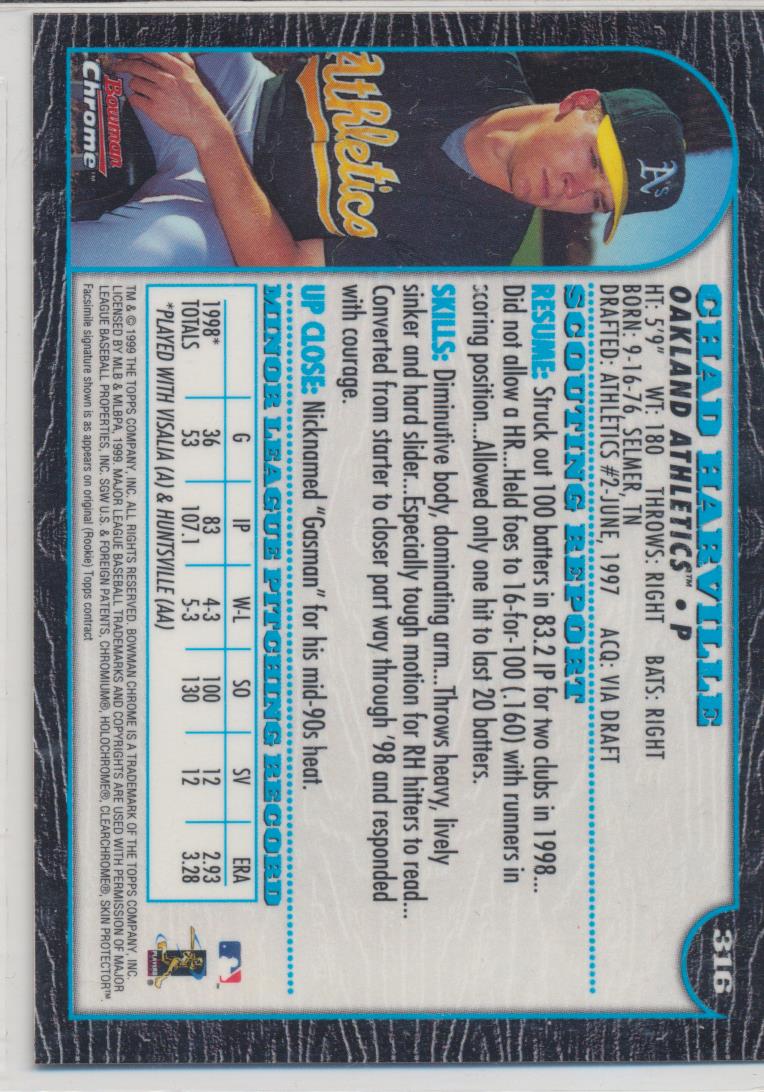 316
CHAD HARVILLE
OAKLAND ATHLETICS™ • P
HT: 5'9" WT: 180 THROWS: RIGHT BATS: RIGHT
BORN: 9-16-76, SELMER, TN
DRAFTED: ATHLETICS #2-JUNE, 1997 ACQ: VIA DRAFT
SCOUTING REPORT
RESUME: Struck out 100 batters in 83.2 IP for two clubs in 1998...
Did not allow a HR...Held foes to 16-for-100 (.160) with runners in
scoring position...Allowed only one hit to last 20 batters.
SKILLS: Diminutive body, dominating arm...Throws heavy, lively
sinker and hard slider...Especially tough motion for RH hitters to read...
Converted from starter to closer part way through '98 and responded
with courage.
UP CLOSE: Nicknamed "Gasman" for his mid-90s heat.
MINOR LEAGUE PITCHING RECORD
G IP W-L SO SV ERA
1998* 36 83 4-3 100 12 2.93
TOTALS 53 107.1 5-3 130 12 3.28
*PLAYED WITH VISALIA (A) & HUNTSVILLE (AA)
TM & © 1999 THE TOPPS COMPANY, INC. ALL RIGHTS RESERVED. BOWMAN CHROME IS A TRADEMARK OF THE TOPPS COMPANY, INC.
LICENSED BY MLB & MLBPA, 1999. MAJOR LEAGUE BASEBALL TRADEMARKS AND COPYRIGHTS ARE USED WITH PERMISSION OF MAJOR
LEAGUE BASEBALL PROPERTIES, INC. SGW U.S. & FOREIGN PATENTS, CHROMIUM®, HOLOCHROME®, CLEARCHROME®, SKIN PROTECTOR™
Facsimile signature shown is as appears on original (Rookie) Topps contract
A's
Athletics
Bowman
Chrome™
PLAYERS